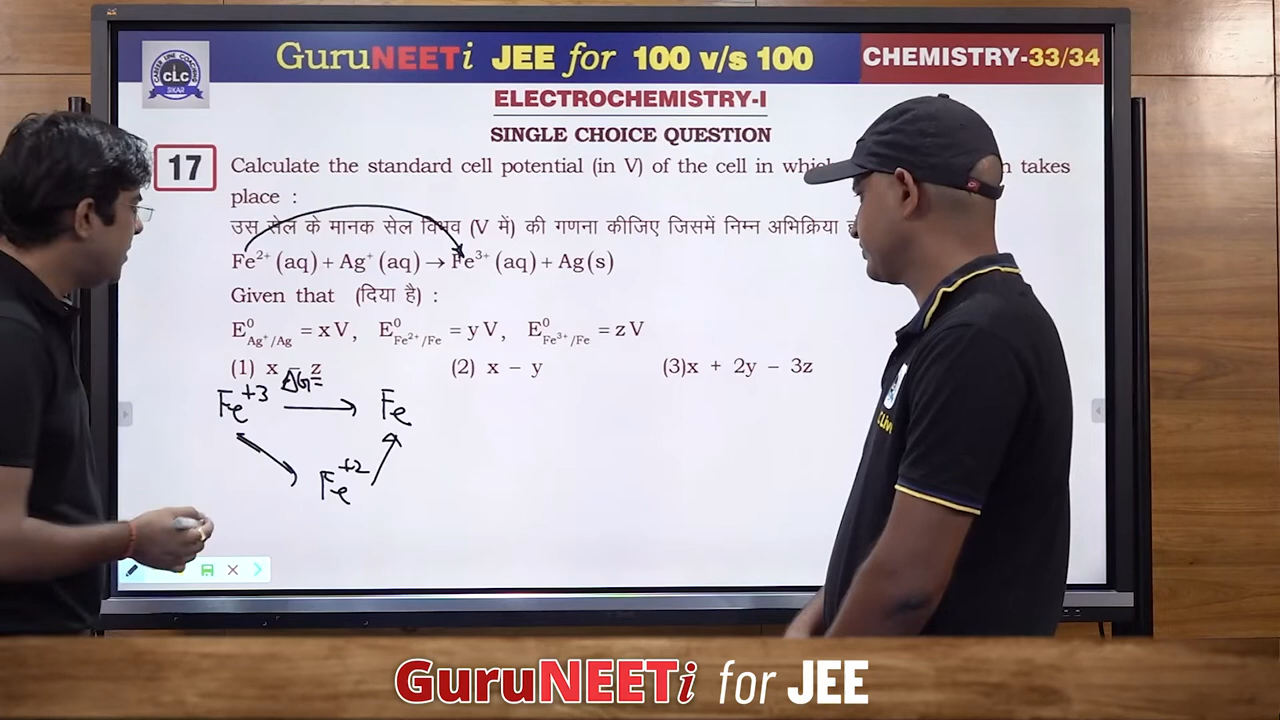 GuruNEETi JEE for 100 v/s 100
CHEMISTRY-33/34
CLC
SIKAR
ELECTROCHEMISTRY-I
SINGLE CHOICE QUESTION
17
Calculate the standard cell potential (in V) of the cell in takes
place :
उस सेल के मानक सेल विभव (V में) की गणना कीजिए जिसमें निम्न अभिक्रिया
Fe²⁺ (aq) + Ag⁺ (aq) → Fe³⁺ (aq) + Ag(s)
Given that (दिया है) :
E⁰Ag⁺/Ag = x V, E⁰Fe²⁺/Fe = y V, E⁰Fe³⁺/Fe = z V
(1) x – z (2) x – y (3)x + 2y – 3z
ΔG=
Fe⁺³ → Fe
Fe⁺²
GuruNEETi for JEE